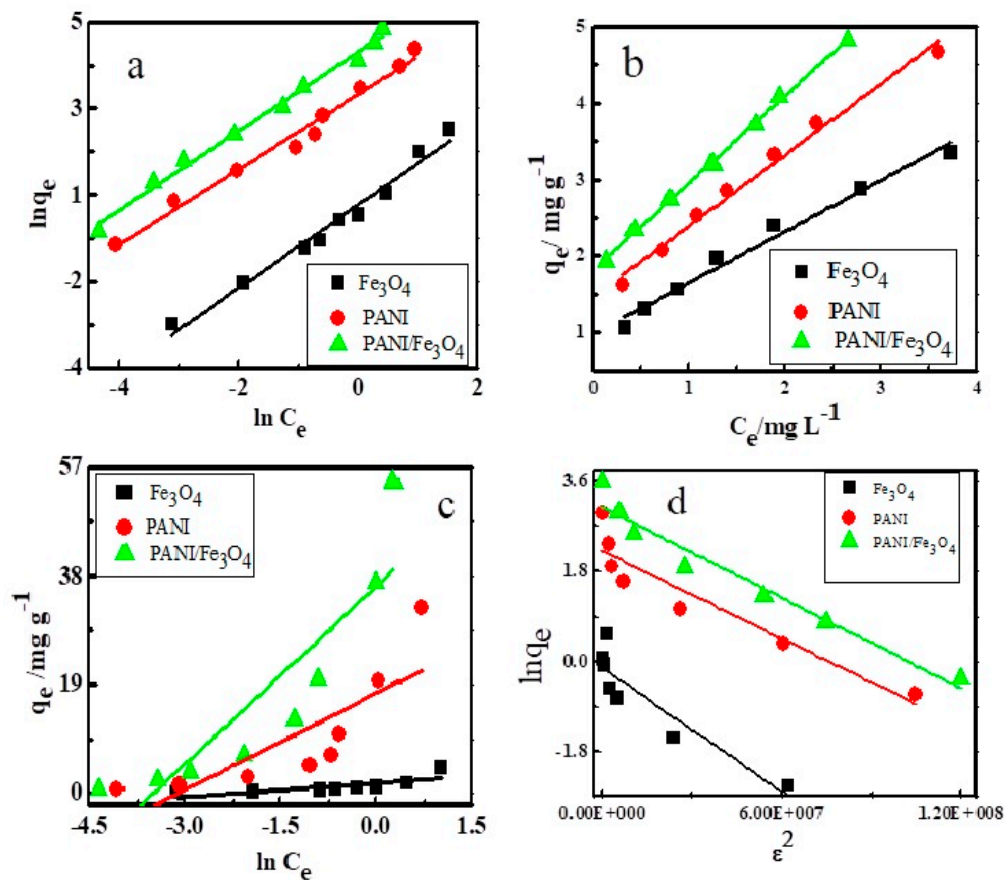 a
lnqₑ
5
3
1
-2
-4
-4
-2
0
2
ln Cₑ
Fe₃O₄
PANI
PANI/Fe₃O₄
b
qₑ/ mg g⁻¹
5
4
3
2
1
0
1
2
3
4
Cₑ/mg L⁻¹
Fe₃O₄
PANI
PANI/Fe₃O₄
c
qₑ /mg g⁻¹
57
38
19
0
-4.5
-3.0
-1.5
0.0
1.5
ln Cₑ
Fe₃O₄
PANI
PANI/Fe₃O₄
d
lnqₑ
3.6
1.8
0.0
-1.8
0.00E+000
6.00E+007
1.20E+008
ε²
Fe₃O₄
PANI
PANI/Fe₃O₄